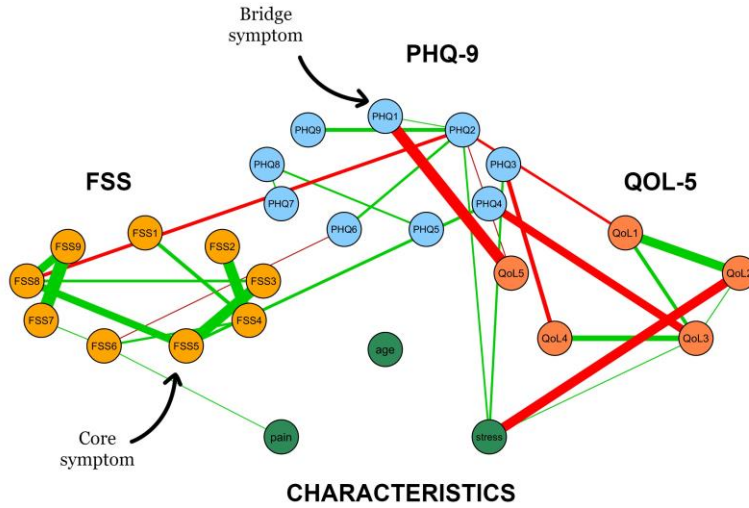 Bridge
symptom
PHQ-9
PHQ1
PHQ9
PHQ2
PHQ8
PHQ3
FSS
QOL-5
PHQ7
PHQ4
PHQ6
PHQ5
FSS1
QoL1
FSS9
FSS2
FSS8
FSS3
QoL5
QoL2
FSS7
FSS4
FSS6
FSS5
age
QoL4
QoL3
Core
symptom
pain
stress
CHARACTERISTICS